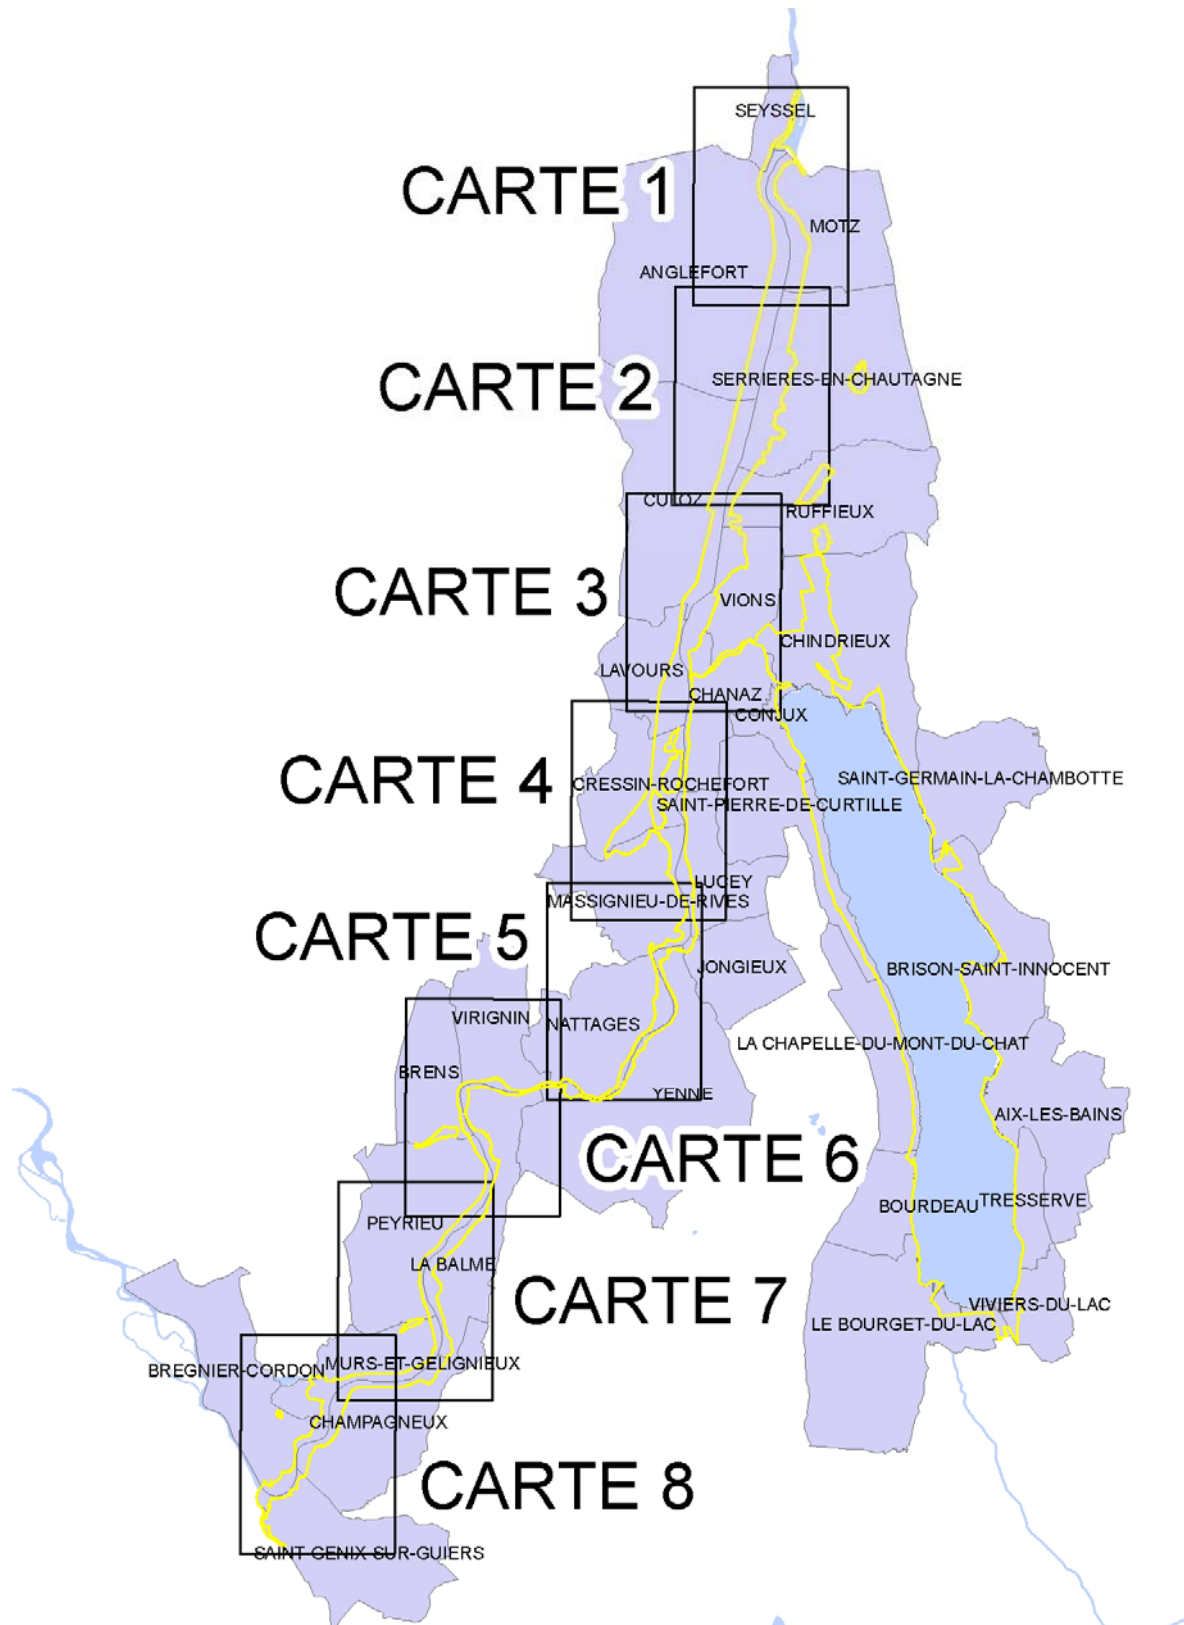 SEYSSEL
CARTE 1
MOTZ
ANGLEFORT
CARTE 2
SERRIERES-EN-CHAUTAGNE
CULOZ
RUFFIEUX
CARTE 3
VIONS
CHINDRIEUX
LAVOURS
CHANAZ
CONJUX
CARTE 4
CRESSIN-ROCHEFORT
SAINT-GERMAIN-LA-CHAMBOTTE
SAINT-PIERRE-DE-CURTILLE
LUCEY
MASSIGNIEU-DE-RIVES
CARTE 5
JONGIEUX
BRISON-SAINT-INNOCENT
VIRIGNIN
NATTAGES
LA CHAPELLE-DU-MONT-DU-CHAT
BRENS
YENNE
AIX-LES-BAINS
CARTE 6
BOURDEAU
TRESSERVE
PEYRIEU
LA BALME
CARTE 7
VIVIERS-DU-LAC
LE BOURGET-DU-LAC
BREGNIER-CORDON
MURS-ET-GELIGNIEUX
CHAMPAGNEUX
CARTE 8
SAINT GENIX-SUR-GUIERS